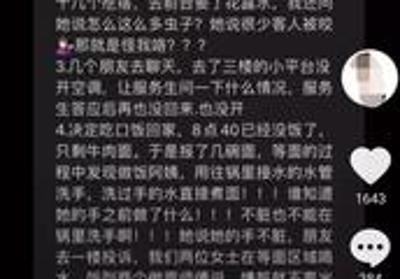 十几个疙瘩，去前台要了花露水，我还问
她说怎么这么多虫子？她说很少客人被咬
那就是怪我咯？？？
3.几个朋友去聊天，去了三楼的小平台没
开空调，让服务生问一下什么情况，服务
生答应后再也没回来.也没开
4.决定吃口饭回家，8点40已经没饭了，
只剩牛肉面，于是报了几碗面，等面的过
程中发现做饭阿姨，用往锅里接水的水管
洗手，洗过手的水直接煮面！！！谁知道
她的手之前做了什么！！！不脏也不能在
锅里洗手啊！！！她说她的手不脏，朋友
去一楼投诉，我们两位女士在等面区域喝
1643
284